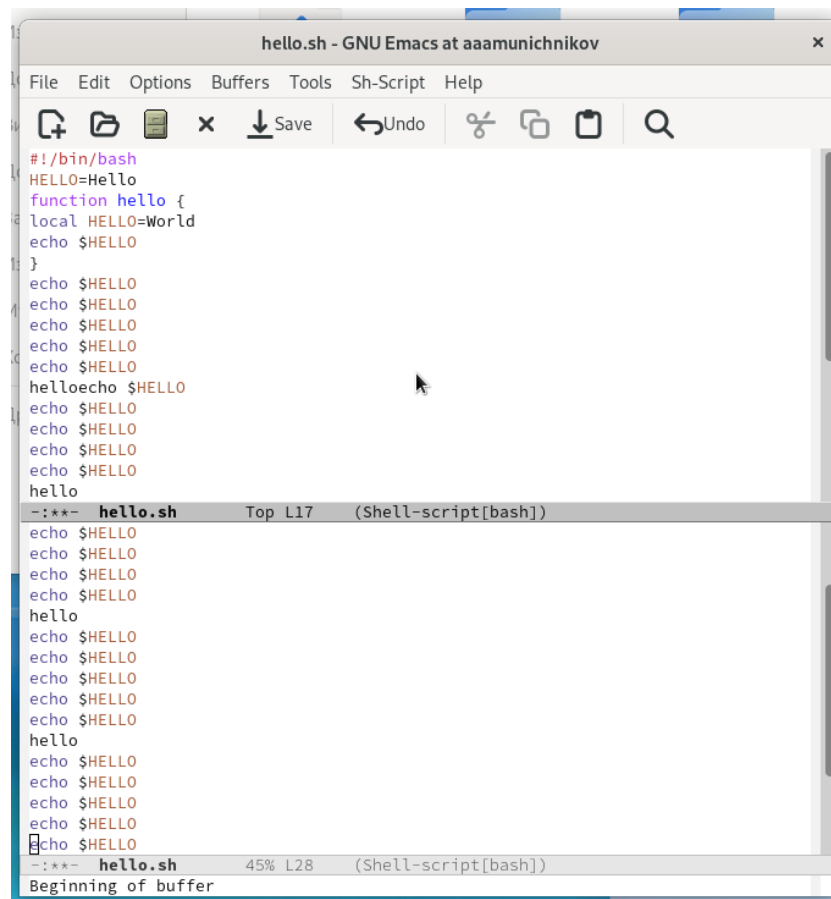 hello.sh - GNU Emacs at aaamunichnikov ×
File Edit Options Buffers Tools Sh-Script Help
Save Undo
#!/bin/bash
HELLO=Hello
function hello {
local HELLO=World
echo $HELLO
}
echo $HELLO
echo $HELLO
echo $HELLO
echo $HELLO
echo $HELLO
helloecho $HELLO
echo $HELLO
echo $HELLO
echo $HELLO
echo $HELLO
hello
-:**- hello.sh Top L17 (Shell-script[bash])
echo $HELLO
echo $HELLO
echo $HELLO
echo $HELLO
hello
echo $HELLO
echo $HELLO
echo $HELLO
echo $HELLO
echo $HELLO
hello
echo $HELLO
echo $HELLO
echo $HELLO
echo $HELLO
echo $HELLO
-:**- hello.sh 45% L28 (Shell-script[bash])
Beginning of buffer